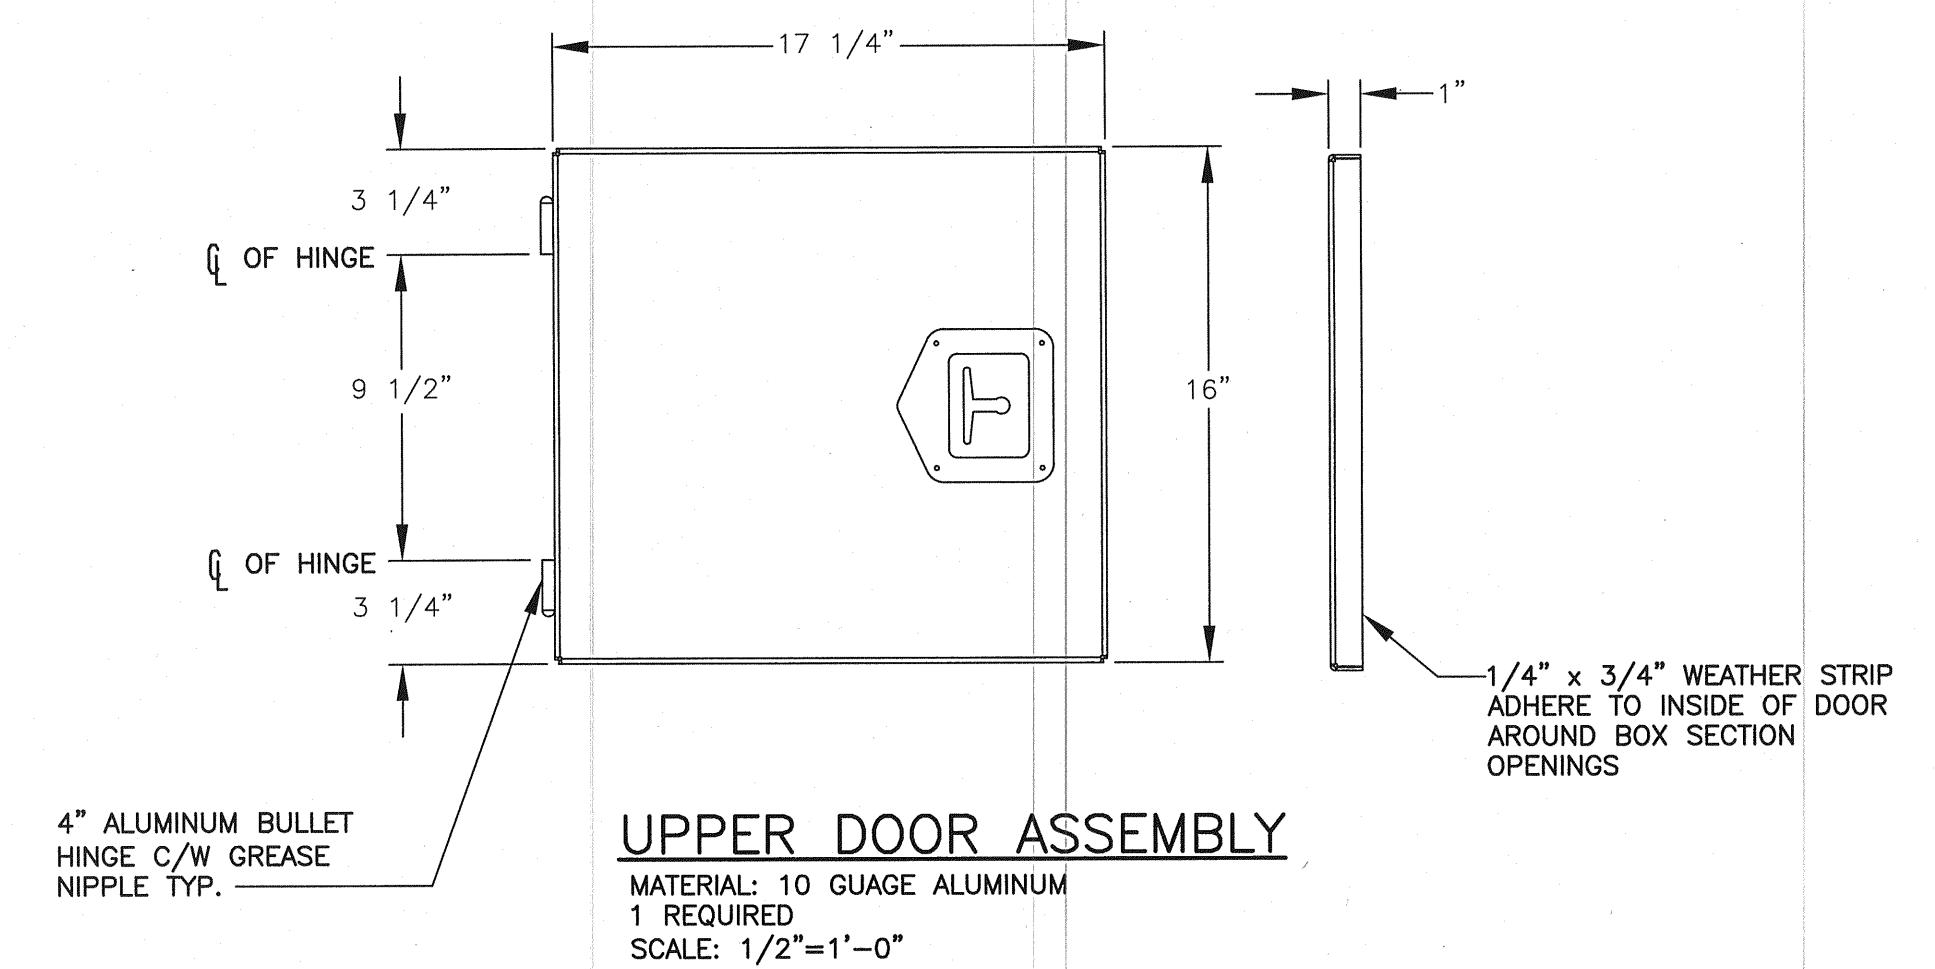 17 1/4”
1”
3 1/4”
℄ OF HINGE
9 1/2”
16”
℄ OF HINGE
3 1/4”
1/4” x 3/4” WEATHER STRIP
ADHERE TO INSIDE OF DOOR
AROUND BOX SECTION
OPENINGS
4” ALUMINUM BULLET
HINGE C/W GREASE
NIPPLE TYP.
UPPER DOOR ASSEMBLY
MATERIAL: 10 GUAGE ALUMINUM
1 REQUIRED
SCALE: 1/2”=1’-0”